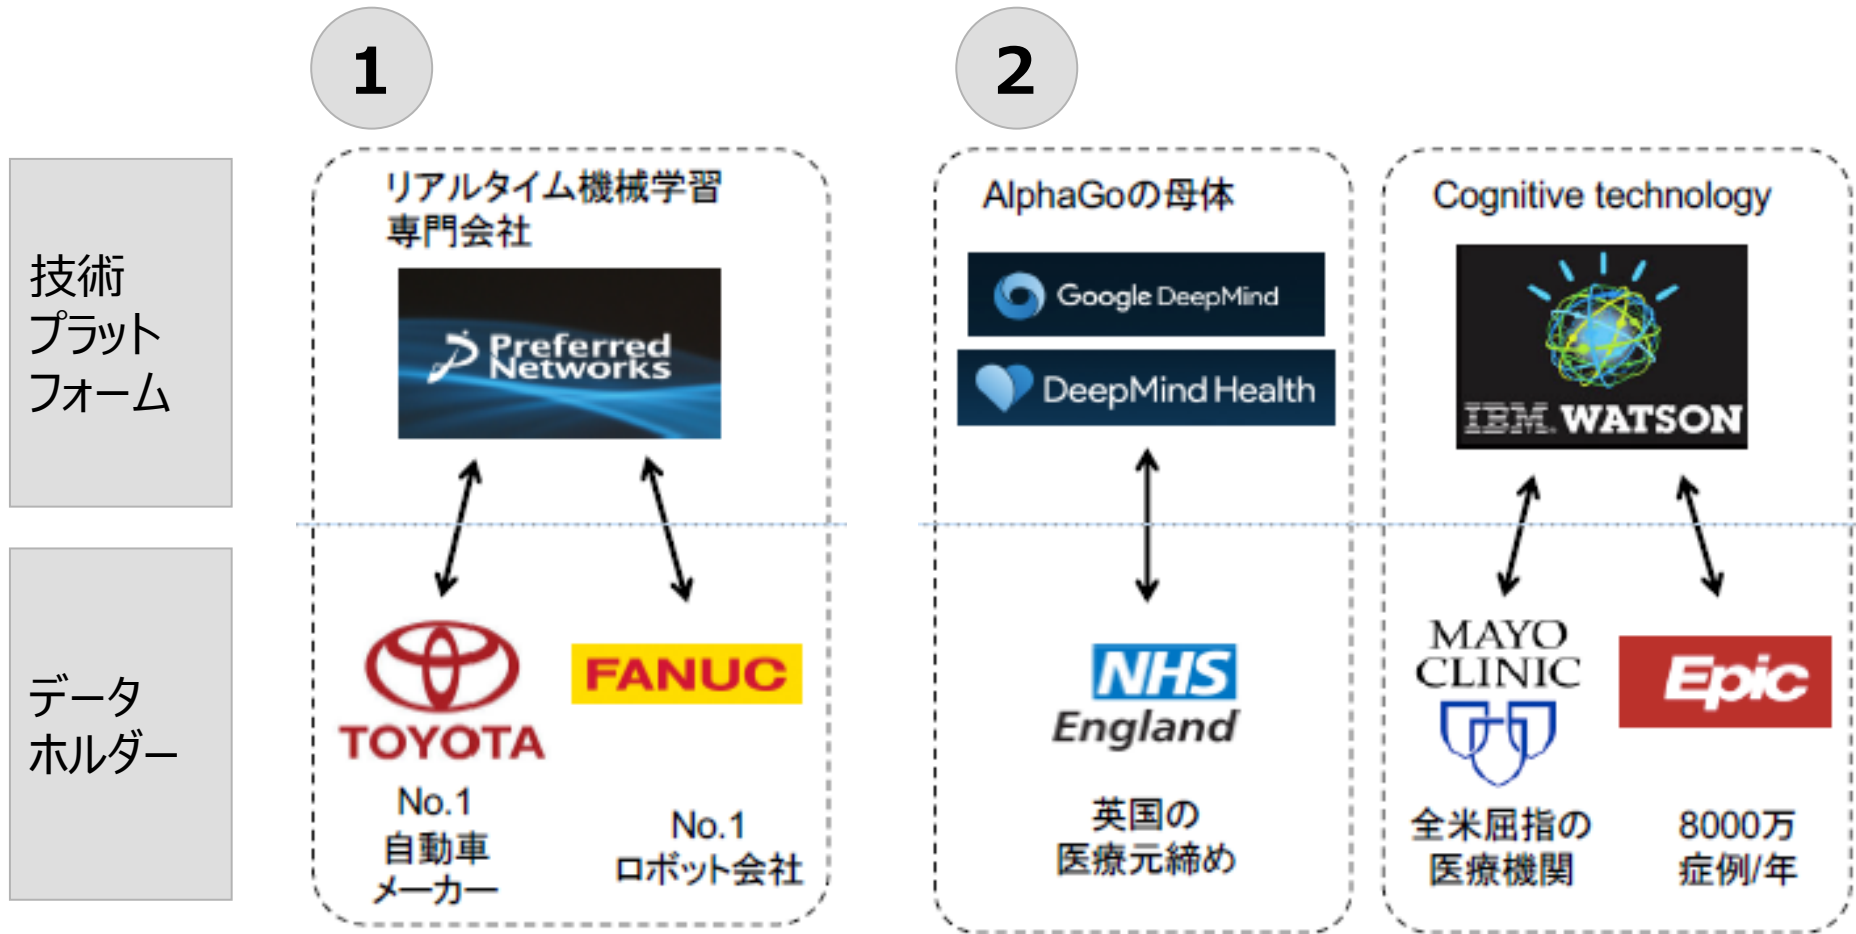 1
2
技術
プラット
フォーム
リアルタイム機械学習
専門会社
Preferred
Networks
AlphaGoの母体
Google DeepMind
DeepMind Health
Cognitive technology
IBM. WATSON
データ
ホルダー
TOYOTA
No.1
自動車
メーカー
FANUC
No.1
ロボット会社
NHS
England
英国の
医療元締め
MAYO
CLINIC
全米屈指の
医療機関
Epic
8000万
症例/年